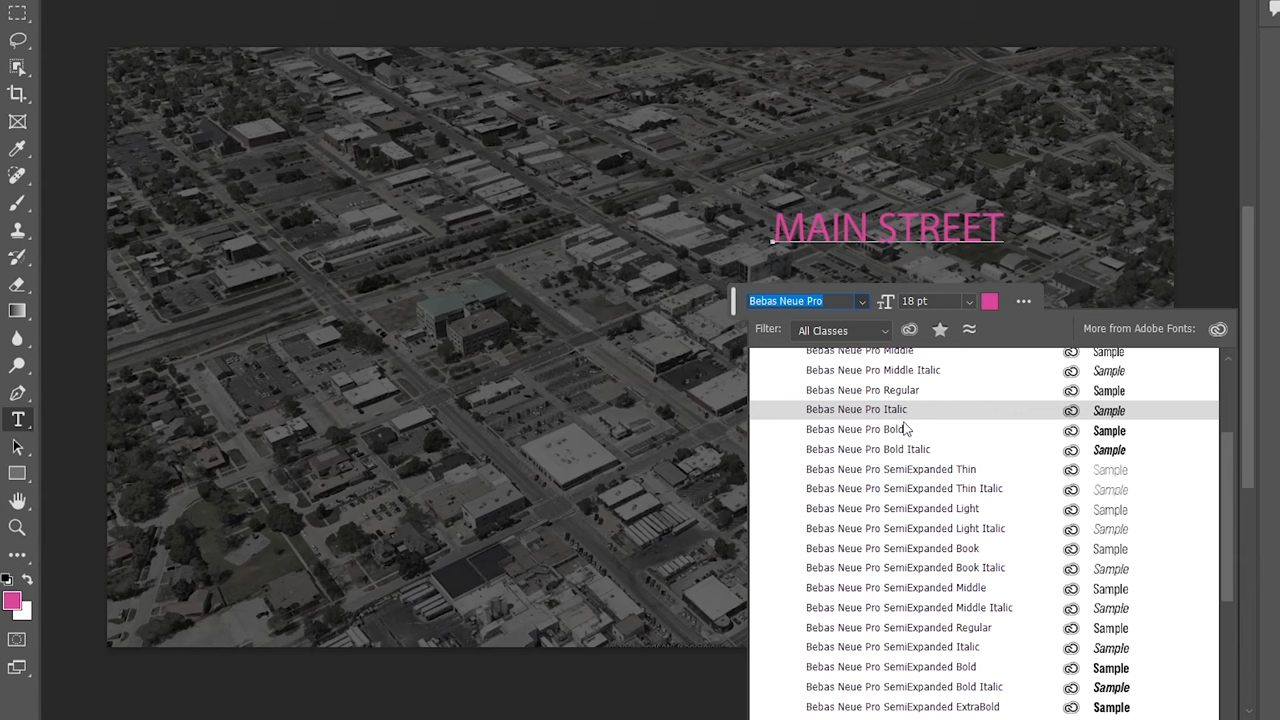 MAIN STREET
Bebas Neue Pro 18 pt
Filter: All Classes More from Adobe Fonts:
Bebas Neue Pro Middle Sample
Bebas Neue Pro Middle Italic Sample
Bebas Neue Pro Regular Sample
Bebas Neue Pro Italic Sample
Bebas Neue Pro Bold Sample
Bebas Neue Pro Bold Italic Sample
Bebas Neue Pro SemiExpanded Thin Sample
Bebas Neue Pro SemiExpanded Thin Italic Sample
Bebas Neue Pro SemiExpanded Light Sample
Bebas Neue Pro SemiExpanded Light Italic Sample
Bebas Neue Pro SemiExpanded Book Sample
Bebas Neue Pro SemiExpanded Book Italic Sample
Bebas Neue Pro SemiExpanded Middle Sample
Bebas Neue Pro SemiExpanded Middle Italic Sample
Bebas Neue Pro SemiExpanded Regular Sample
Bebas Neue Pro SemiExpanded Italic Sample
Bebas Neue Pro SemiExpanded Bold Sample
Bebas Neue Pro SemiExpanded Bold Italic Sample
Bebas Neue Pro SemiExpanded ExtraBold Sample